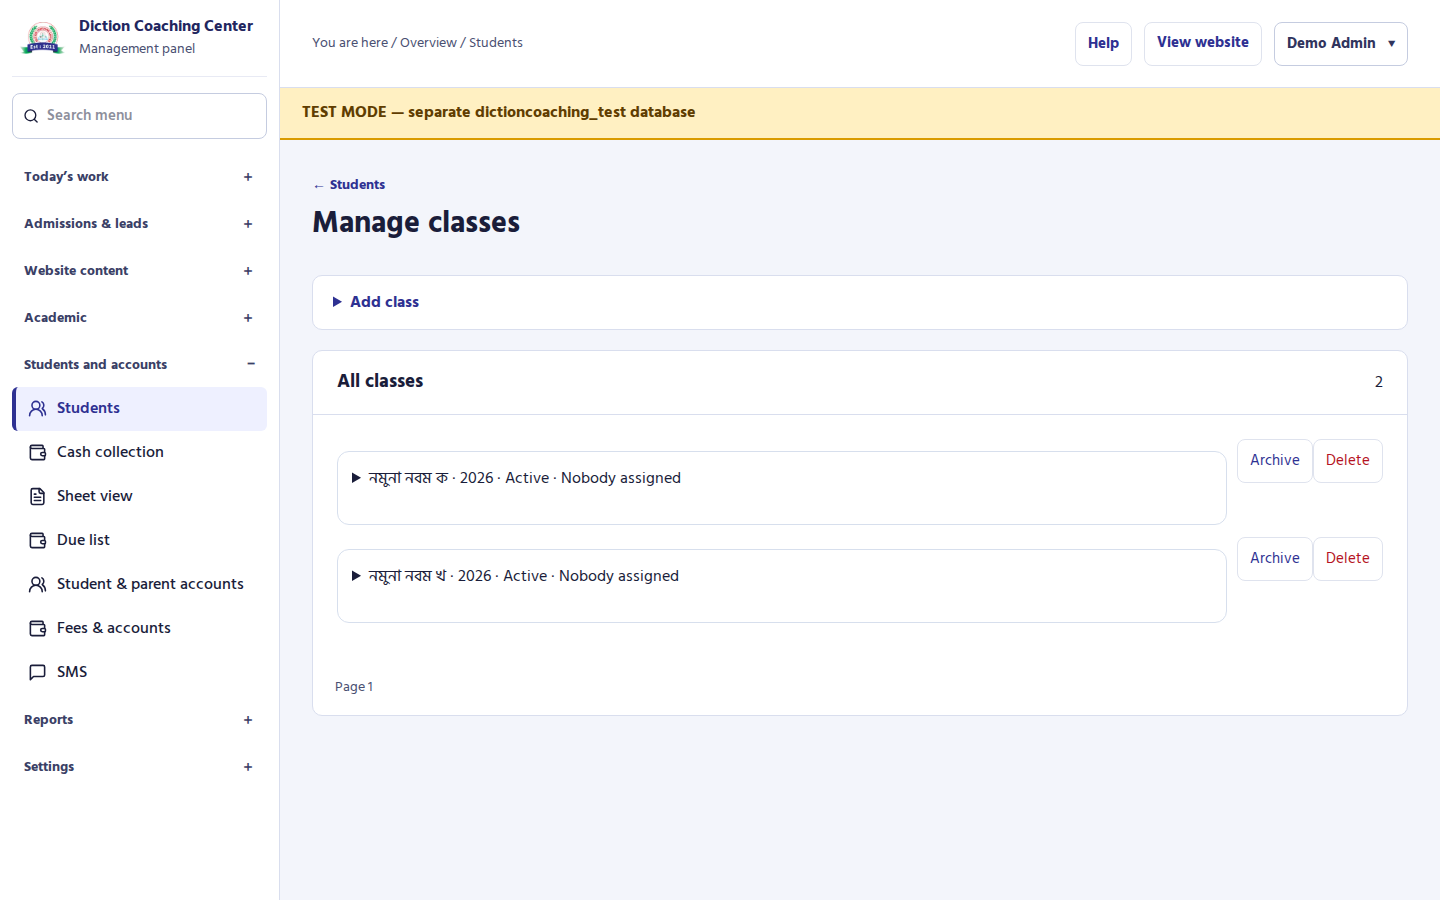 Diction Coaching Center
Management panel
Est : 2011
Search menu
Today’s work +
Admissions & leads +
Website content +
Academic +
Students and accounts −
Students
Cash collection
Sheet view
Due list
Student & parent accounts
Fees & accounts
SMS
Reports +
Settings +
You are here / Overview / Students
Help
View website
Demo Admin ▼
TEST MODE — separate dictioncoaching_test database
← Students
Manage classes
▶ Add class
All classes 2
▶ নমুনা নবম ক · 2026 · Active · Nobody assigned Archive Delete
▶ নমুনা নবম খ · 2026 · Active · Nobody assigned Archive Delete
Page 1